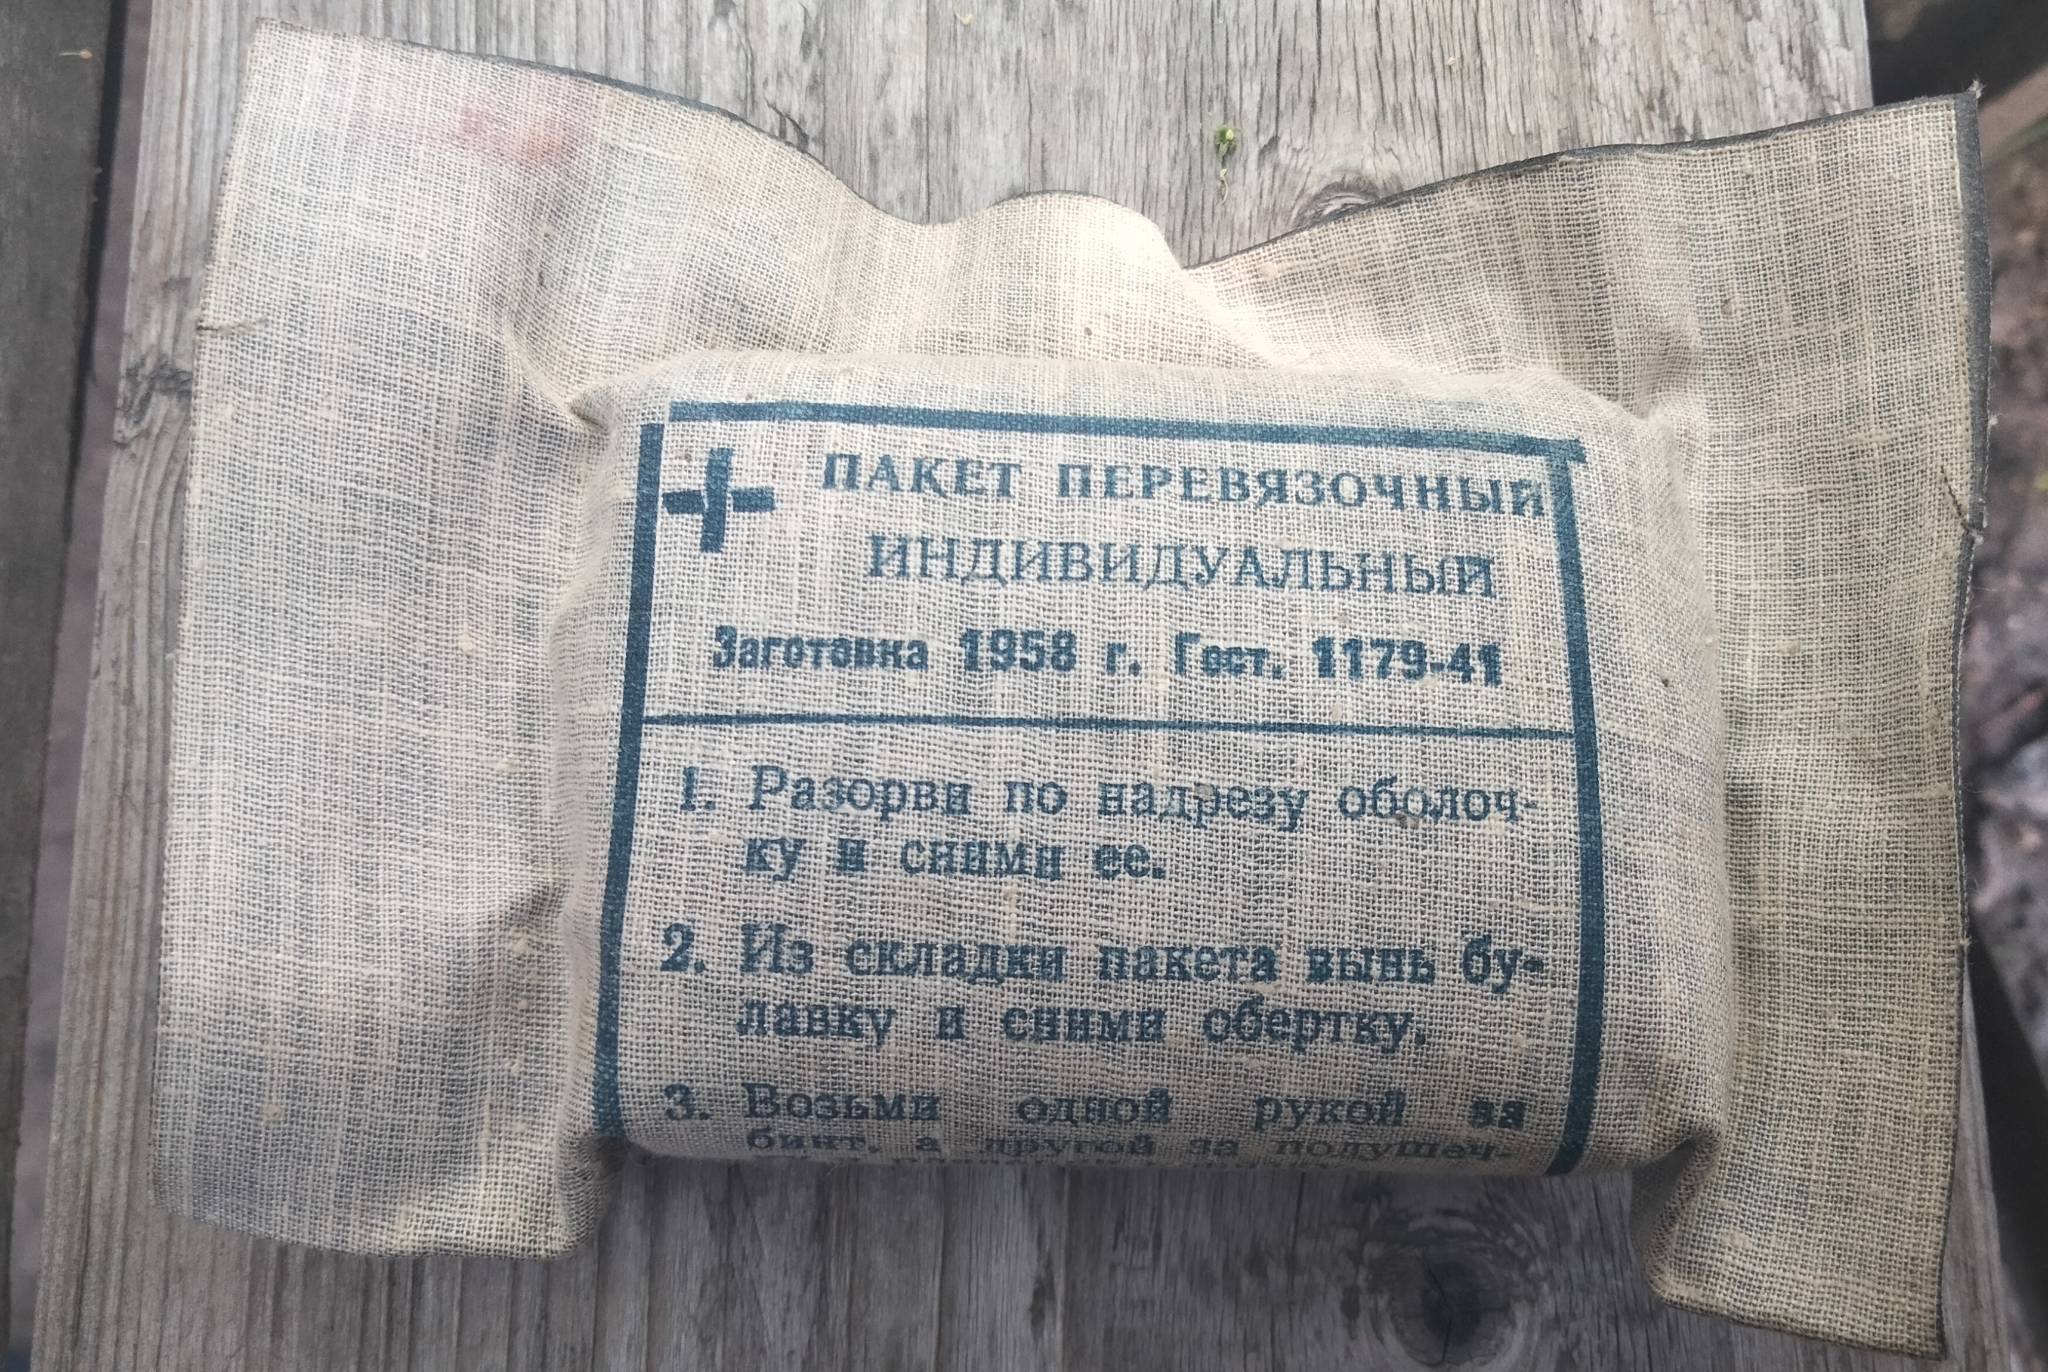 ПАКЕТ ПЕРЕВЯЗОЧНЫЙ
ИНДИВИДУАЛЬНЫЙ
Заготовка 1958 г. Гост. 1179-41
1. Разорви по надрезу оболоч-
ку и сними ее.
2. Из складки пакета вынь бу-
лавку и сними обертку.
3. Возьми одной рукой за
бинт, а другой за подушеч-